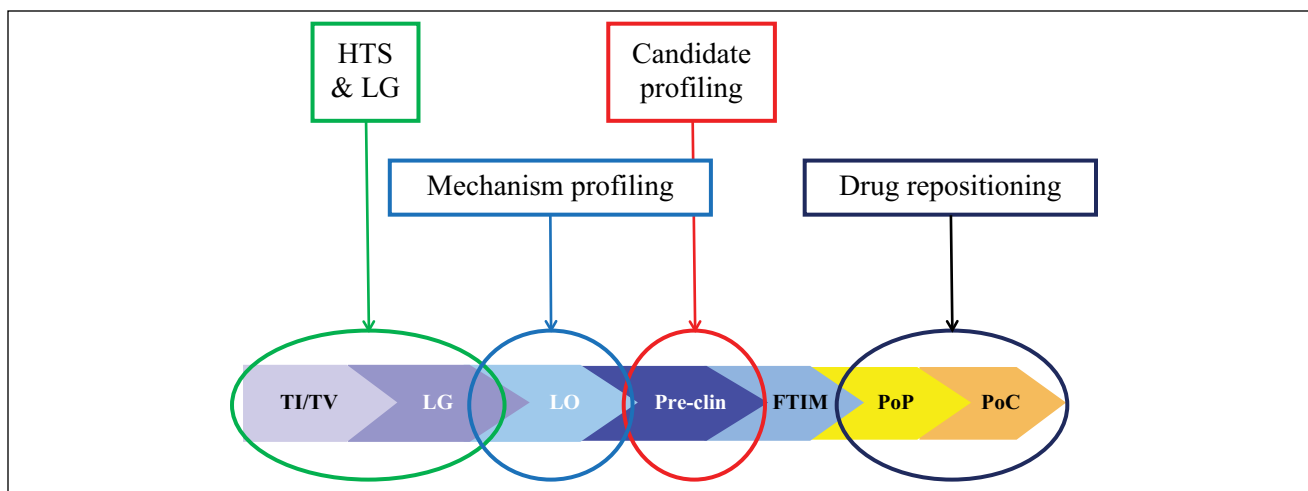 HTS
& LG
Candidate
profiling
Mechanism profiling
Drug repositioning
TI/TV
LG
LO
Pre-clin
FTIM
PoP
PoC